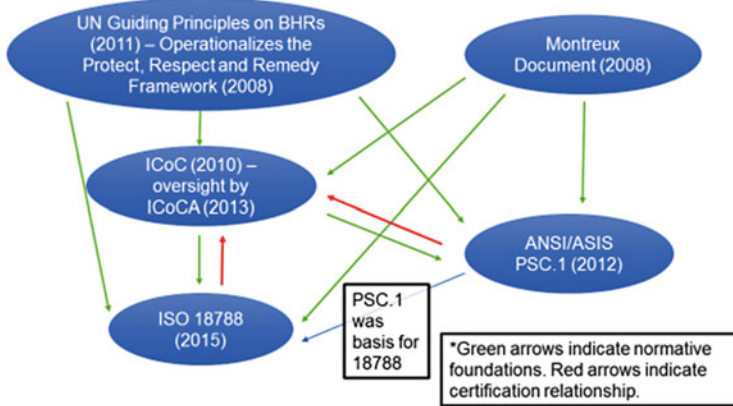 UN Guiding Principles on BHRs
(2011) – Operationalizes the
Protect, Respect and Remedy
Framework (2008)
Montreux
Document (2008)
ICoC (2010) –
oversight by
ICoCA (2013)
ANSI/ASIS
PSC.1 (2012)
ISO 18788
(2015)
PSC.1
was
basis for
18788
*Green arrows indicate normative
foundations. Red arrows indicate
certification relationship.